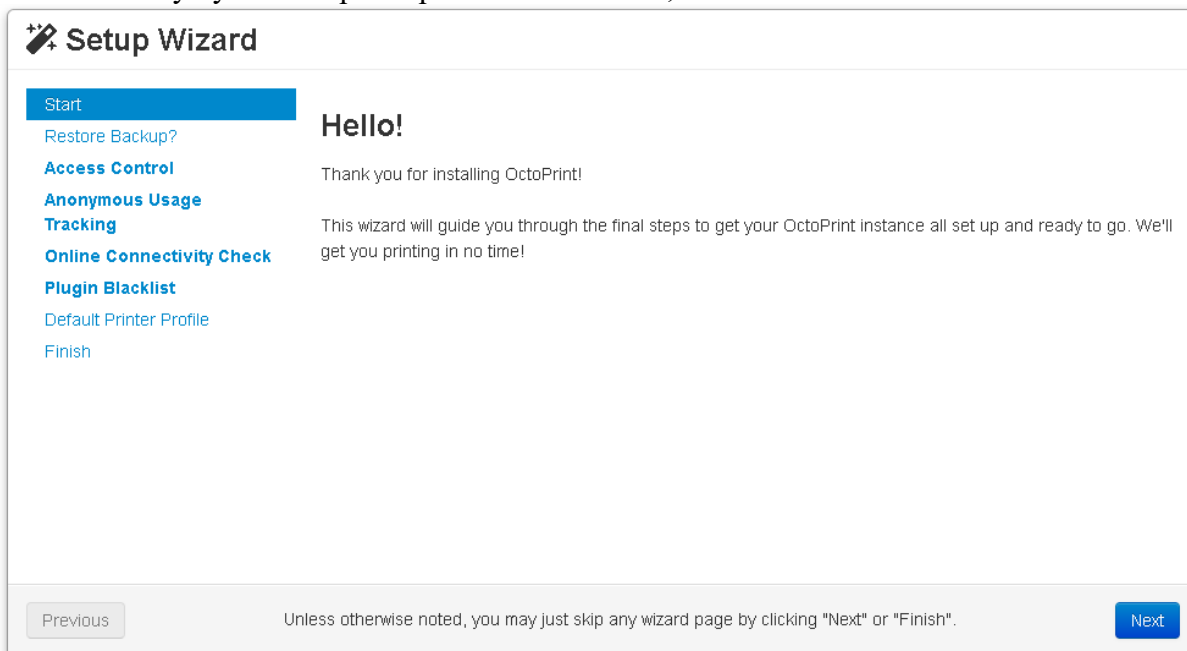 Setup Wizard
Start
Restore Backup?
Access Control
Anonymous Usage
Tracking
Online Connectivity Check
Plugin Blacklist
Default Printer Profile
Finish
Hello!
Thank you for installing OctoPrint!
This wizard will guide you through the final steps to get your OctoPrint instance all set up and ready to go. We'll
get you printing in no time!
Previous
Unless otherwise noted, you may just skip any wizard page by clicking "Next" or "Finish".
Next